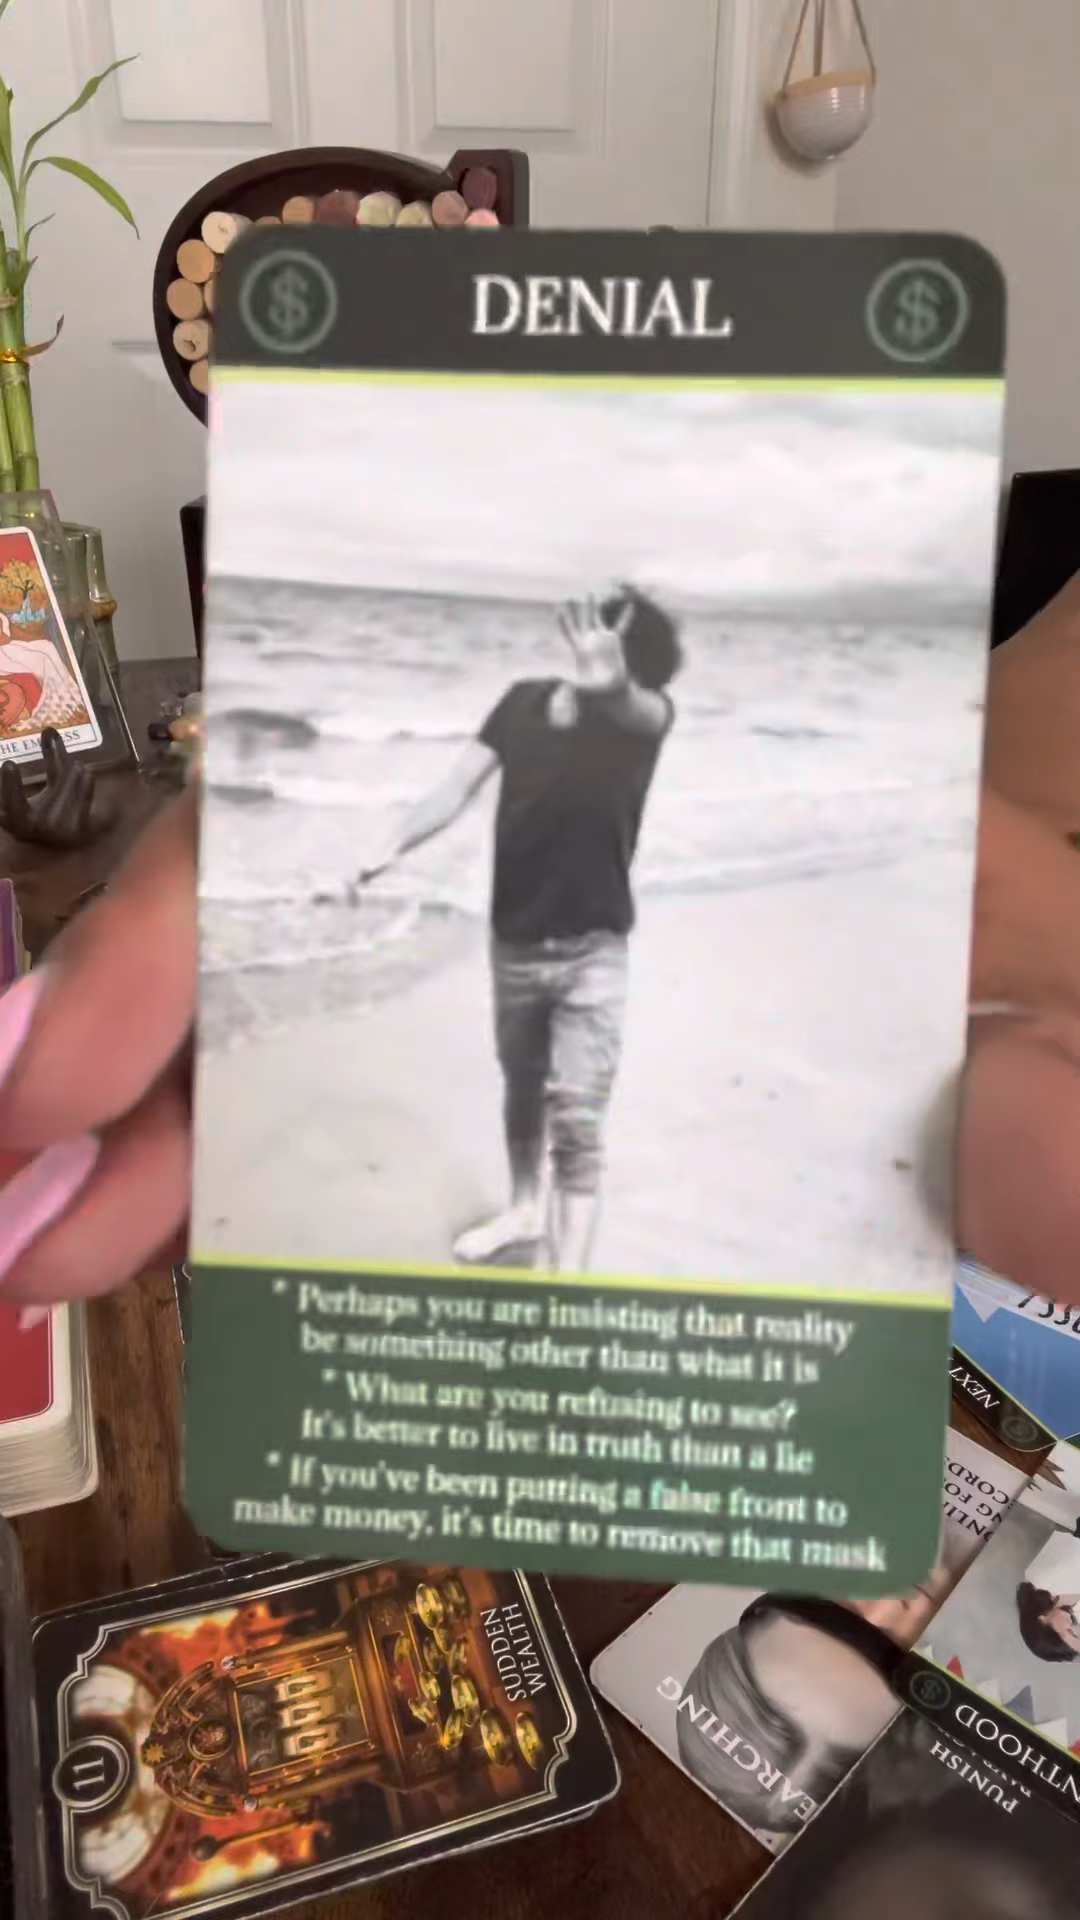 $ DENIAL $
* Perhaps you are insisting that reality
be something other than what it is
* What are you refusing to see?
It's better to live in truth than a lie
* If you've been putting a false front to
make money, it's time to remove that mask
NEXT
NTHOOD
$
EARCHING
PUNISH
SUDDEN
WEALTH
11